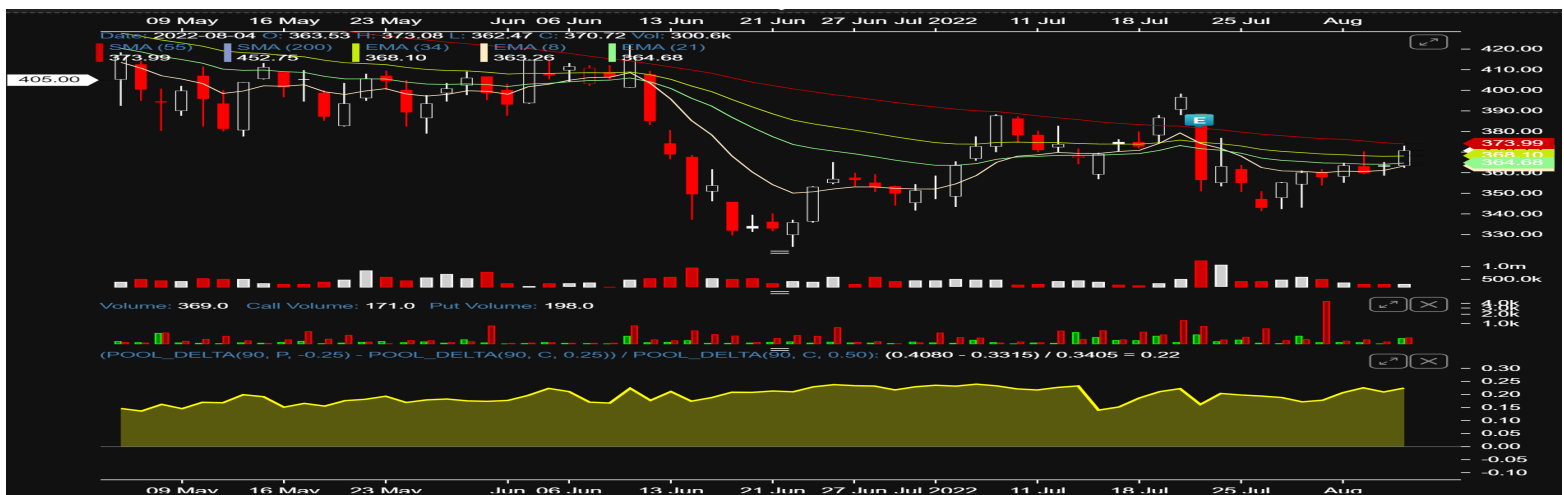 09 May 16 May 23 May Jun 06 Jun 13 Jun 21 Jun 27 Jun Jul 2022 11 Jul 18 Jul 25 Jul Aug
Date: 2022-08-04 O: 363.53 H: 373.08 L: 362.47 C: 370.72 Vol: 300.6k
SMA (55) SMA (200) EMA (34) EMA (8) EMA (21)
373.99 452.75 368.10 363.26 364.68
420.00
410.00
405.00
400.00
390.00
E
380.00
373.99
368.10
364.68
360.00
350.00
340.00
330.00
1.0m
500.0k
Volume: 369.0 Call Volume: 171.0 Put Volume: 198.0
4.0k
3.0k
2.0k
1.0k
(POOL_DELTA(90, P, -0.25) - POOL_DELTA(90, C, 0.25)) / POOL_DELTA(90, C, 0.50): (0.4080 - 0.3315) / 0.3405 = 0.22
0.30
0.25
0.20
0.15
0.10
0.05
0.00
-0.05
-0.10
09 May 16 May 23 May Jun 06 Jun 13 Jun 21 Jun 27 Jun Jul 2022 11 Jul 18 Jul 25 Jul Aug